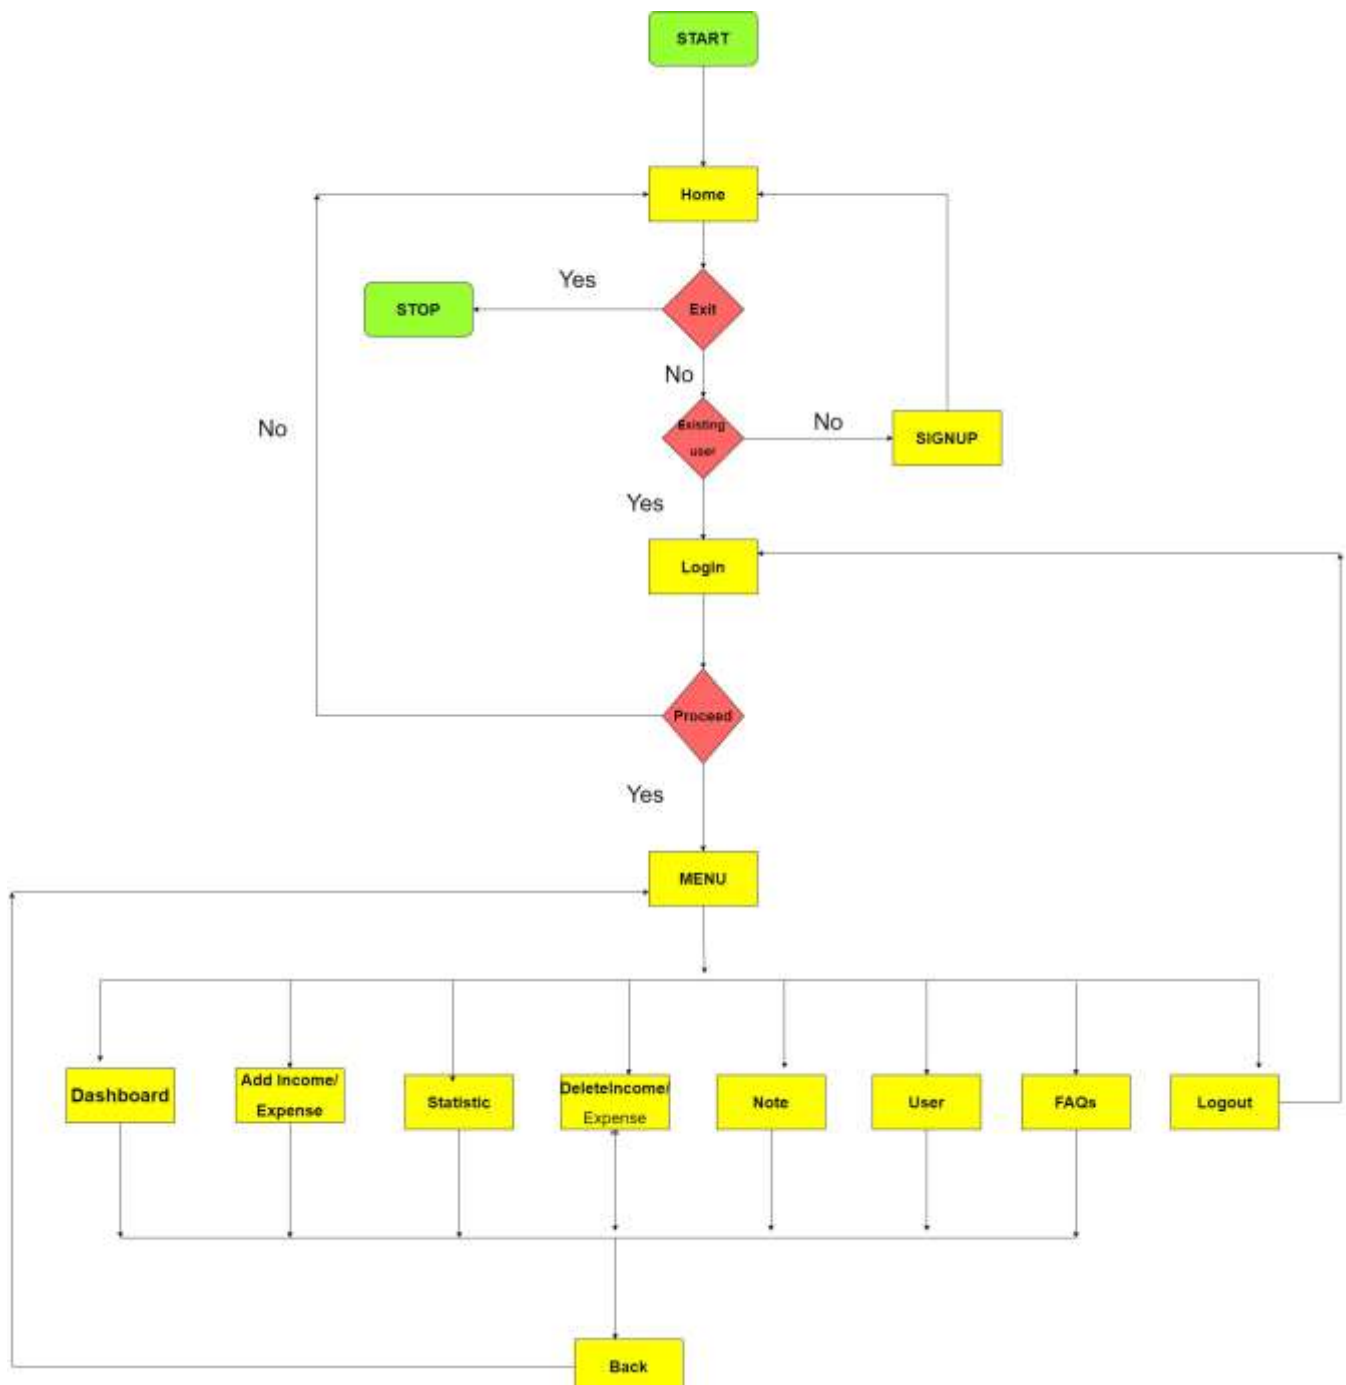 START
Home
Yes
STOP
Exit
No
No
Existing
user
No
SIGNUP
Yes
Login
Proceed
Yes
MENU
Dashboard
Add Income/
Expense
Statistic
DeleteIncome/
Expense
Note
User
FAQs
Logout
Back